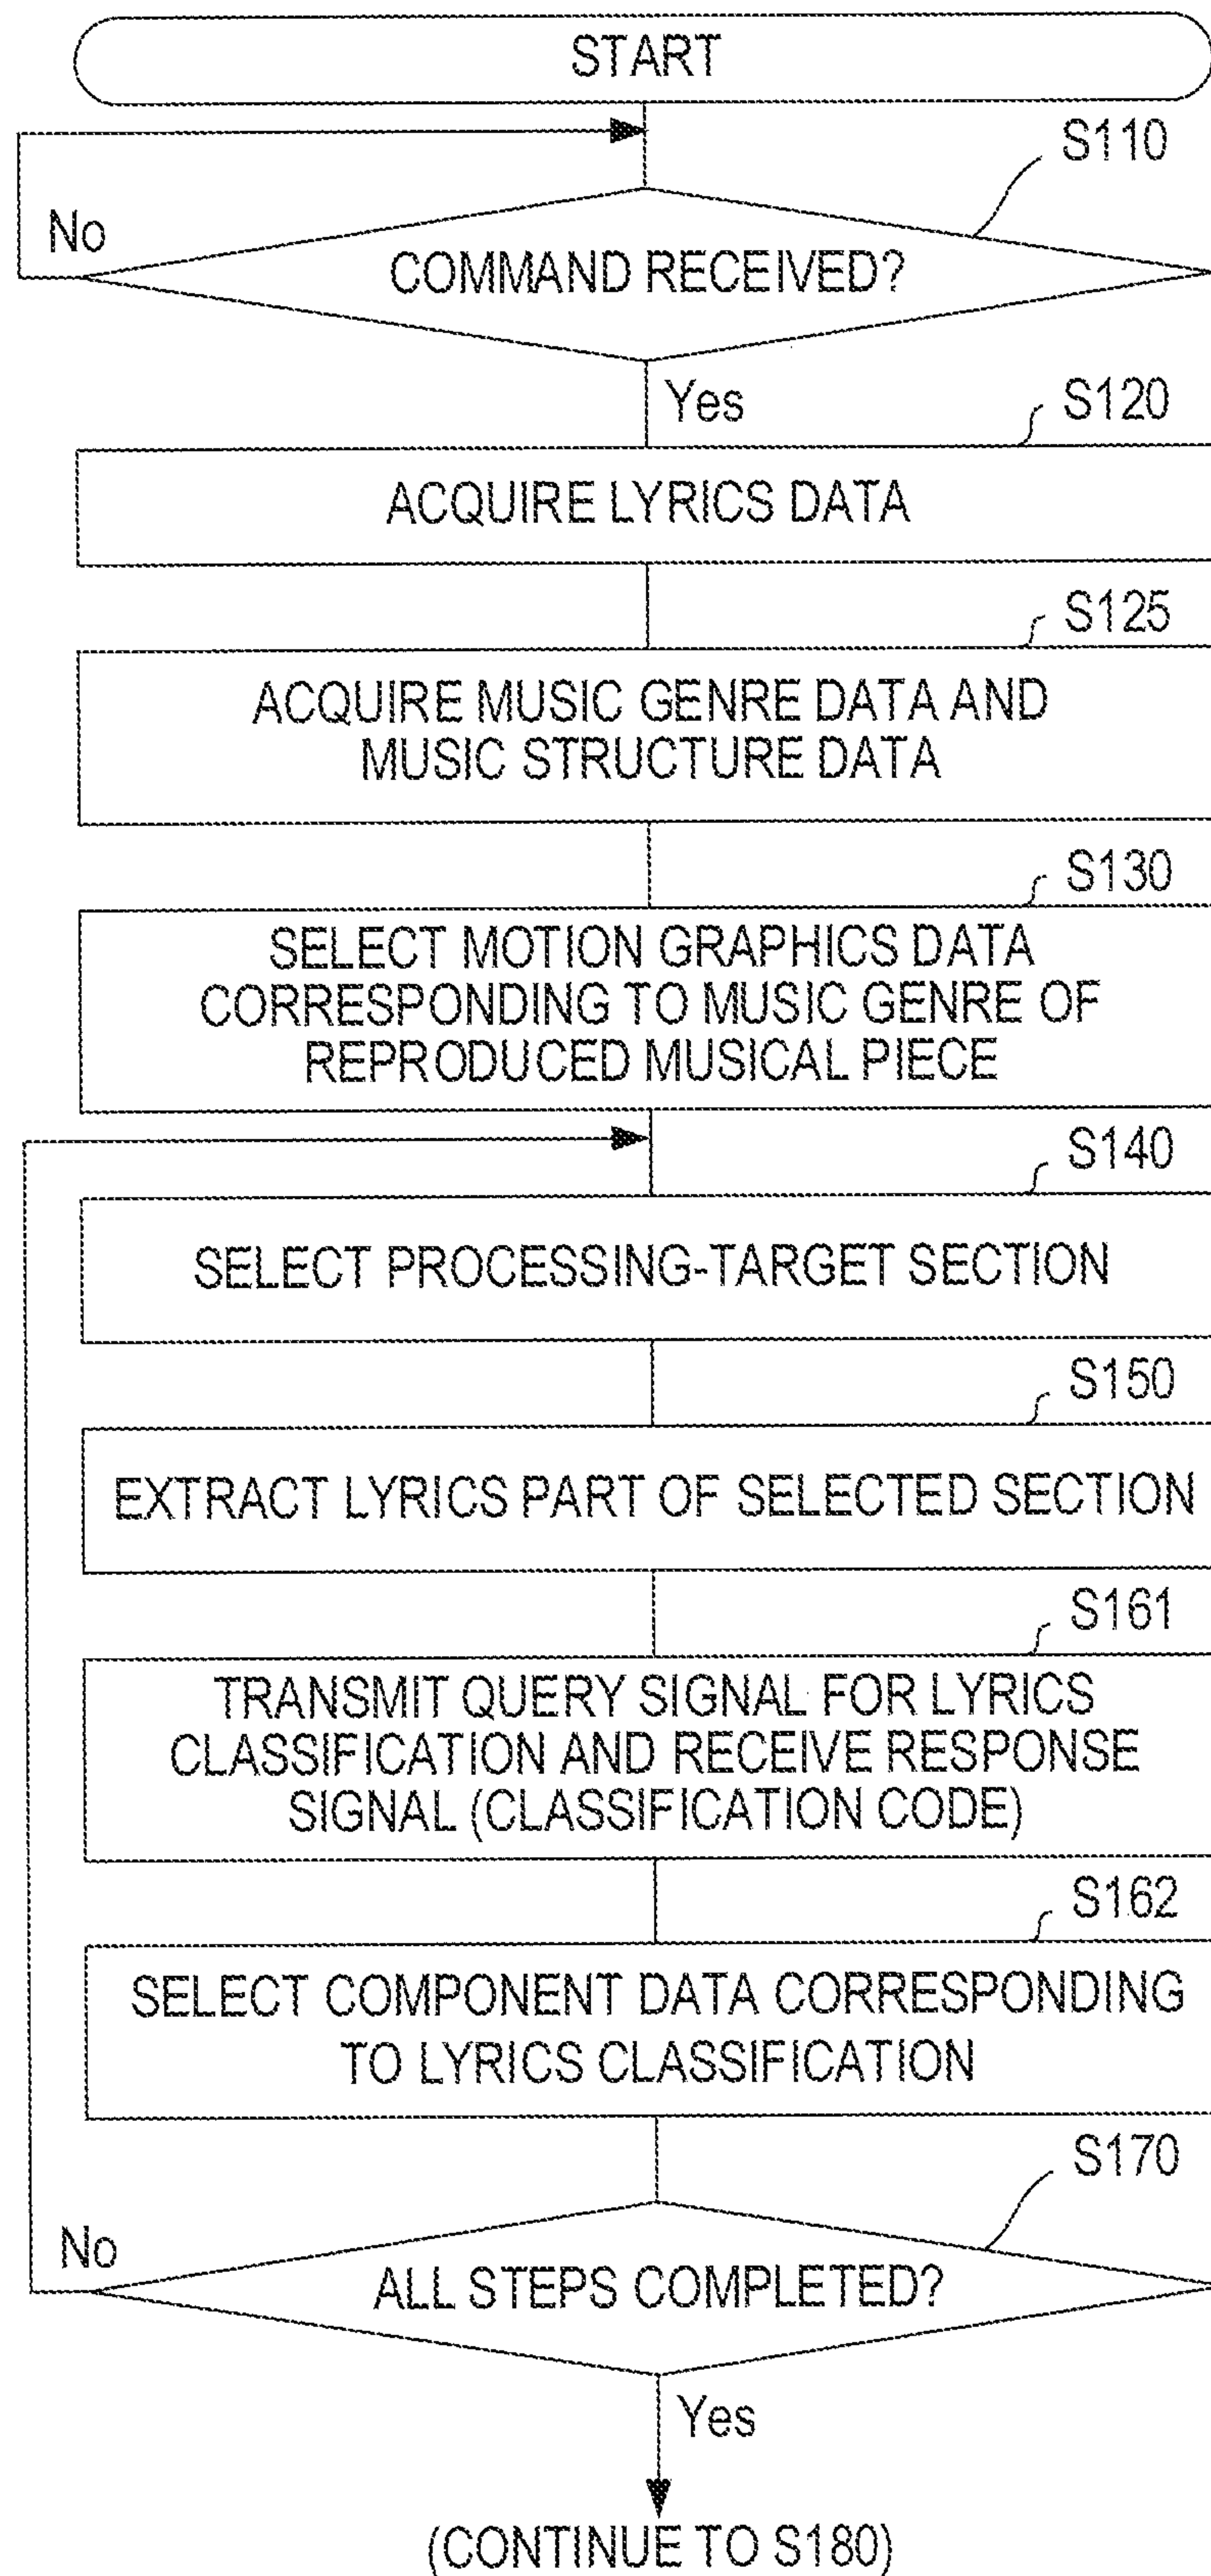 START
S110
No
COMMAND RECEIVED?
Yes
S120
ACQUIRE LYRICS DATA
S125
ACQUIRE MUSIC GENRE DATA AND
MUSIC STRUCTURE DATA
S130
SELECT MOTION GRAPHICS DATA
CORRESPONDING TO MUSIC GENRE OF
REPRODUCED MUSICAL PIECE
S140
SELECT PROCESSING-TARGET SECTION
S150
EXTRACT LYRICS PART OF SELECTED SECTION
S161
TRANSMIT QUERY SIGNAL FOR LYRICS
CLASSIFICATION AND RECEIVE RESPONSE
SIGNAL (CLASSIFICATION CODE)
S162
SELECT COMPONENT DATA CORRESPONDING
TO LYRICS CLASSIFICATION
S170
No
ALL STEPS COMPLETED?
Yes
(CONTINUE TO S180)